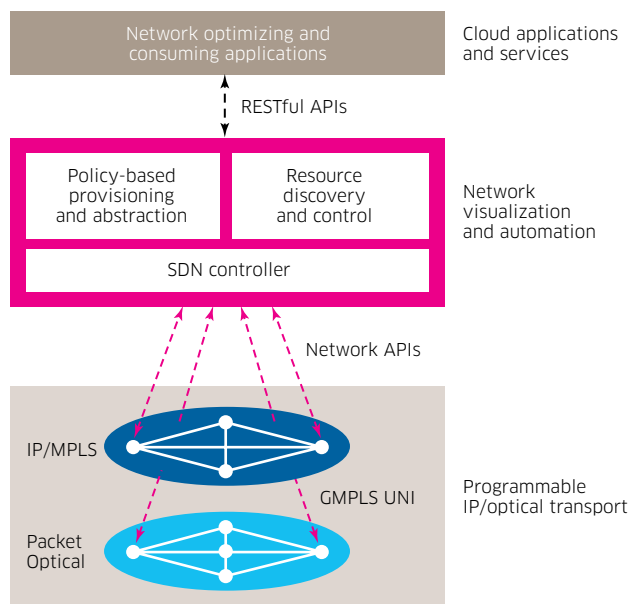 Network optimizing and
consuming applications
Cloud applications
and services
RESTful APIs
Policy-based
provisioning
and abstraction
Resource
discovery
and control
Network
visualization
and automation
SDN controller
Network APIs
IP/MPLS
GMPLS UNI
Programmable
IP/optical transport
Packet
Optical